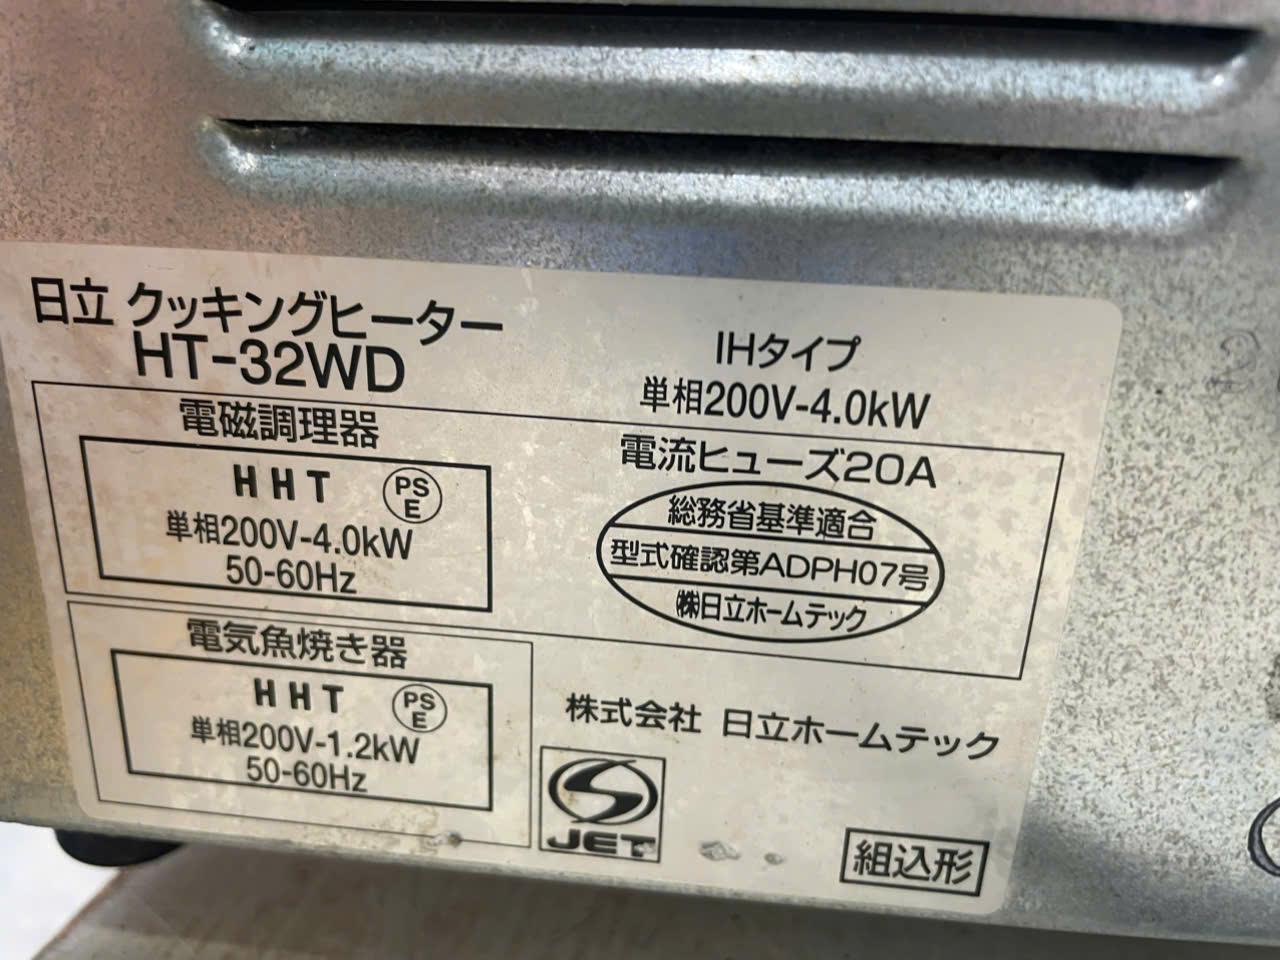 日立 クッキングヒーター
HT-32WD
IHタイプ
単相200V-4.0kW
電磁調理器
HHT
PS
E
単相200V-4.0kW
50-60Hz
電流ヒューズ20A
総務省基準適合
型式確認第ADPH07号
㈱日立ホームテック
電気魚焼き器
HHT
PS
E
単相200V-1.2kW
50-60Hz
株式会社 日立ホームテック
JET
組込形